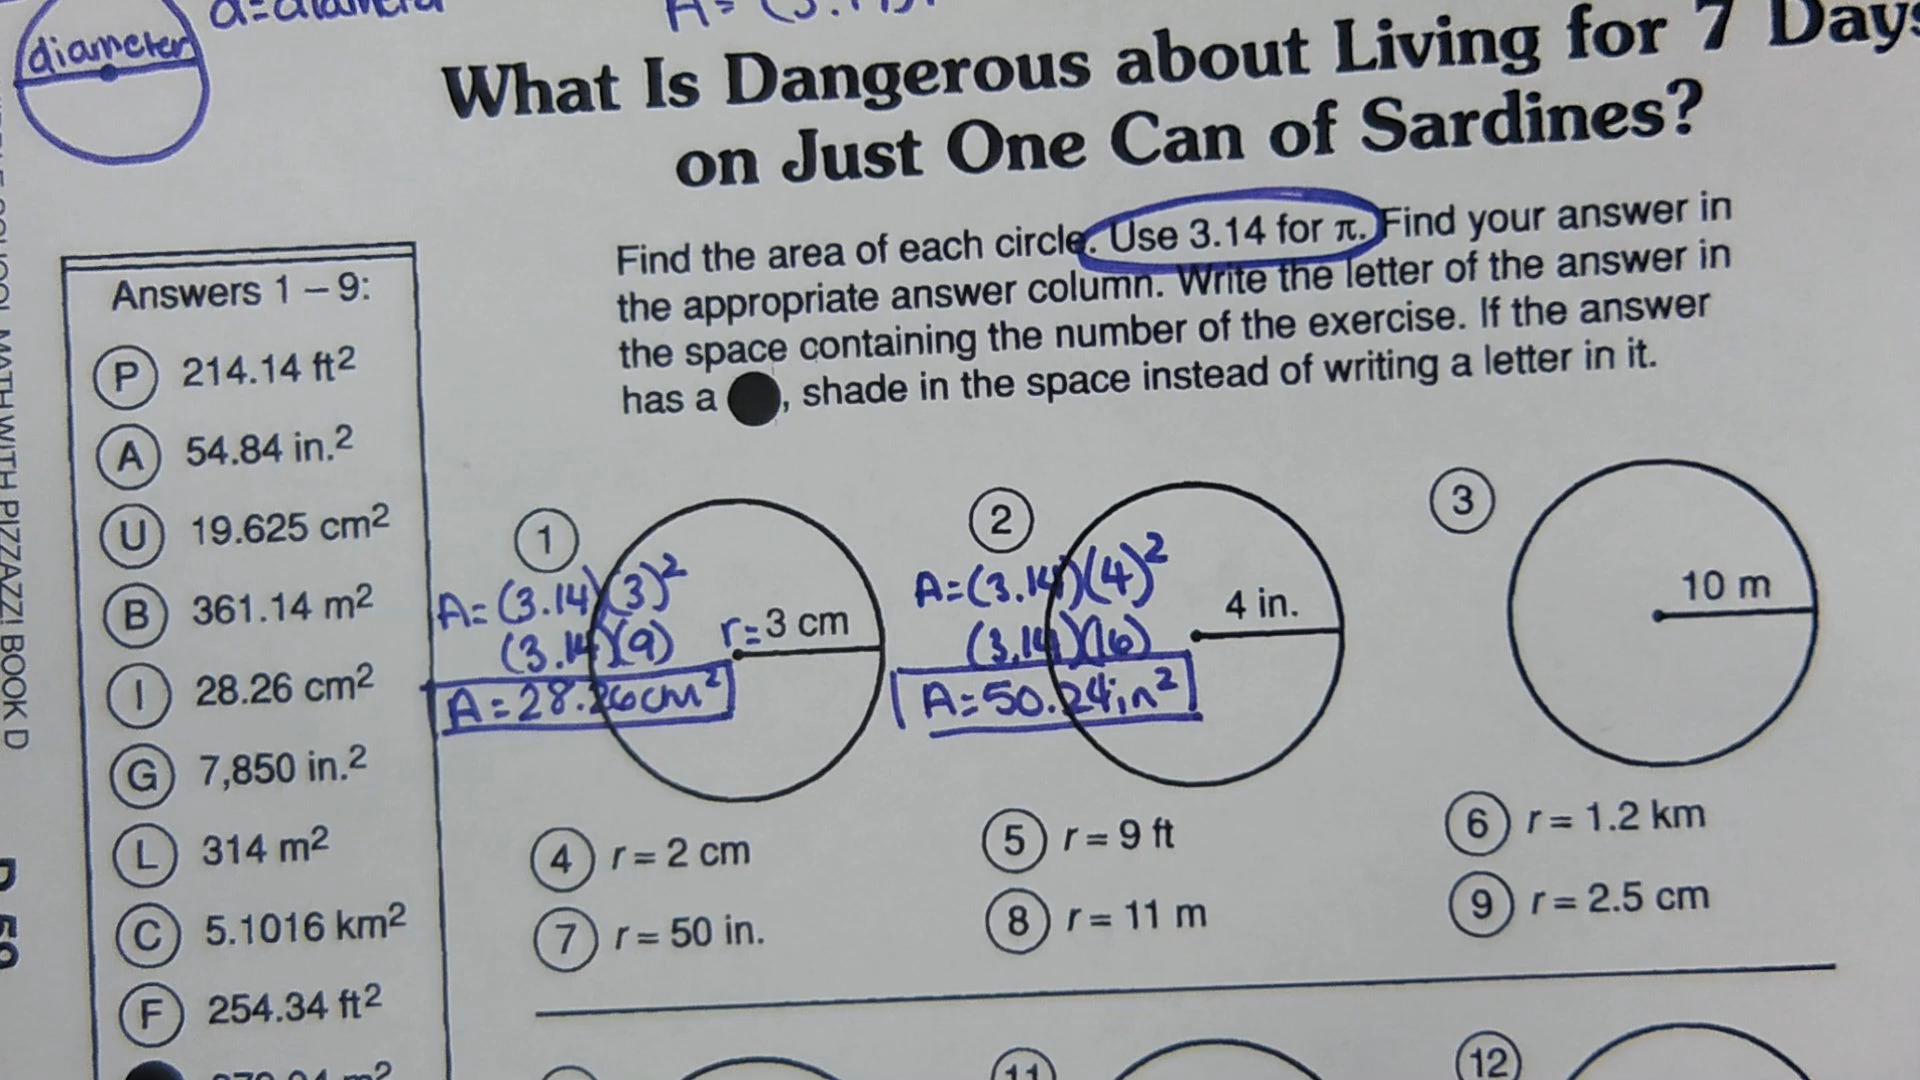 diameter
What Is Dangerous about Living for 7 Days
on Just One Can of Sardines?
Find the area of each circle. Use 3.14 for π. Find your answer in
the appropriate answer column. Write the letter of the answer in
the space containing the number of the exercise. If the answer
has a ●, shade in the space instead of writing a letter in it.
Answers 1 – 9:
P 214.14 ft2
A 54.84 in.2
U 19.625 cm2
B 361.14 m2
I 28.26 cm2
G 7,850 in.2
L 314 m2
C 5.1016 km2
F 254.34 ft2
1
A=(3.14)(3)²
(3.14)(9)
A=28.26cm²
r=3 cm
2
A=(3.14)(4)²
(3.14)(16)
A=50.24in²
4 in.
3
10 m
4 r = 2 cm
5 r = 9 ft
6 r = 1.2 km
7 r = 50 in.
8 r = 11 m
9 r = 2.5 cm
11
12
MATH WITH PIZZAZZ! BOOK D